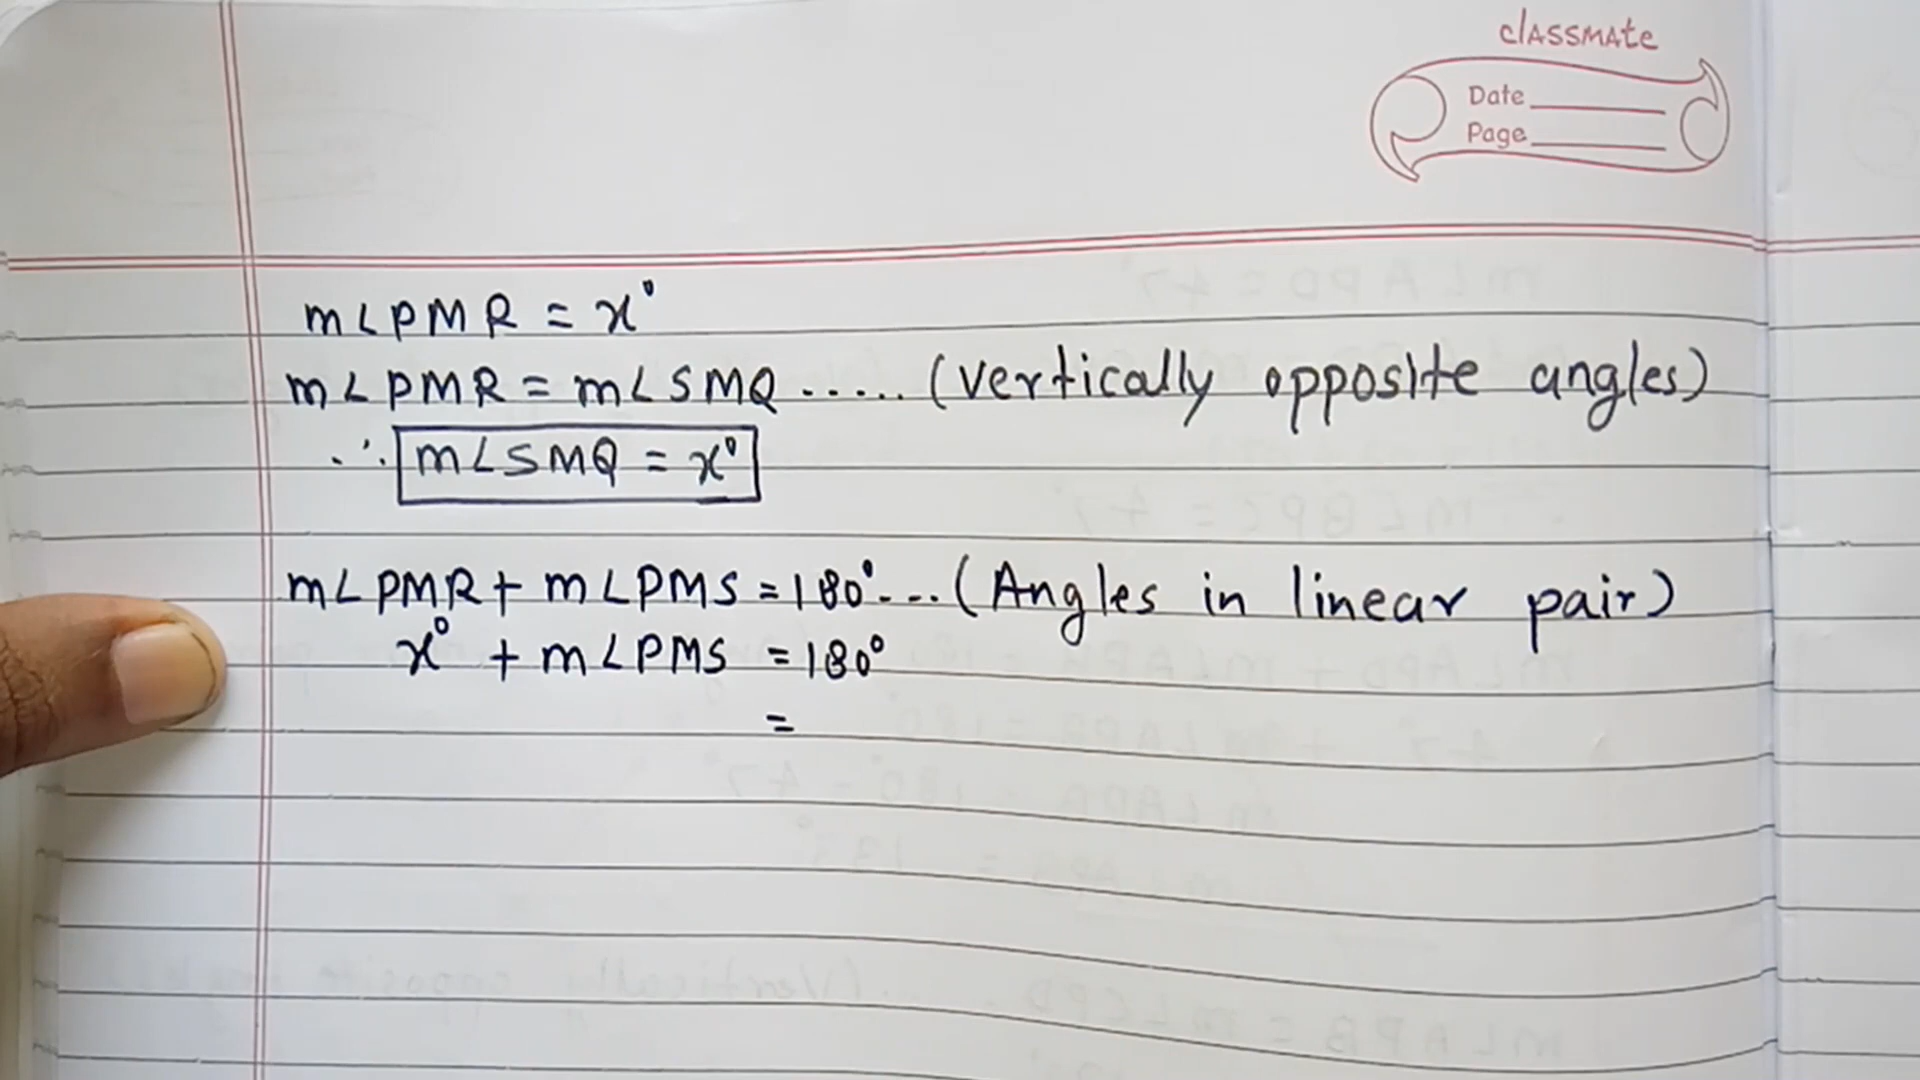 classmate
Date
Page
m∠PMR = x°
m∠PMR = m∠SMQ ..... (vertically opposite angles)
∴ m∠SMQ = x°
m∠PMR + m∠PMS = 180° ... (Angles in linear pair)
x° + m∠PMS = 180°
=